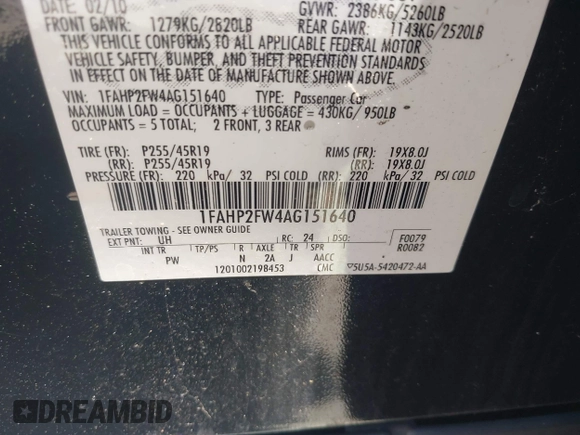 DATE: 02/10 GVWR: 2386KG/5260LB
FRONT GAWR: 1279KG/2820LB REAR GAWR: 1143KG/2520LB
THIS VEHICLE CONFORMS TO ALL APPLICABLE FEDERAL MOTOR
VEHICLE SAFETY, BUMPER, AND THEFT PREVENTION STANDARDS
IN EFFECT ON THE DATE OF MANUFACTURE SHOWN ABOVE.
VIN: 1FAHP2FW4AG151640 TYPE: Passenger Car
MAXIMUM LOAD = OCCUPANTS + LUGGAGE = 430KG/ 950LB
OCCUPANTS = 5 TOTAL; 2 FRONT, 3 REAR
TIRE (FR): P255/45R19 RIMS (FR): 19X8.0J
(RR): P255/45R19 (RR): 19X8.0J
PRESSURE (FR): 220 kPa/ 32 PSI COLD (RR): 220 kPa/ 32 PSI COLD
1FAHP2FW4AG151640
TRAILER TOWING - SEE OWNER GUIDE
EXT PNT: UH RC: 24 DSO: F0079
R0082
INT TR TP/PS R AXLE TR SPR
PW N 2A J AACC
1201002198453 CMC 5U5A-5420472-AA
DREAMBID